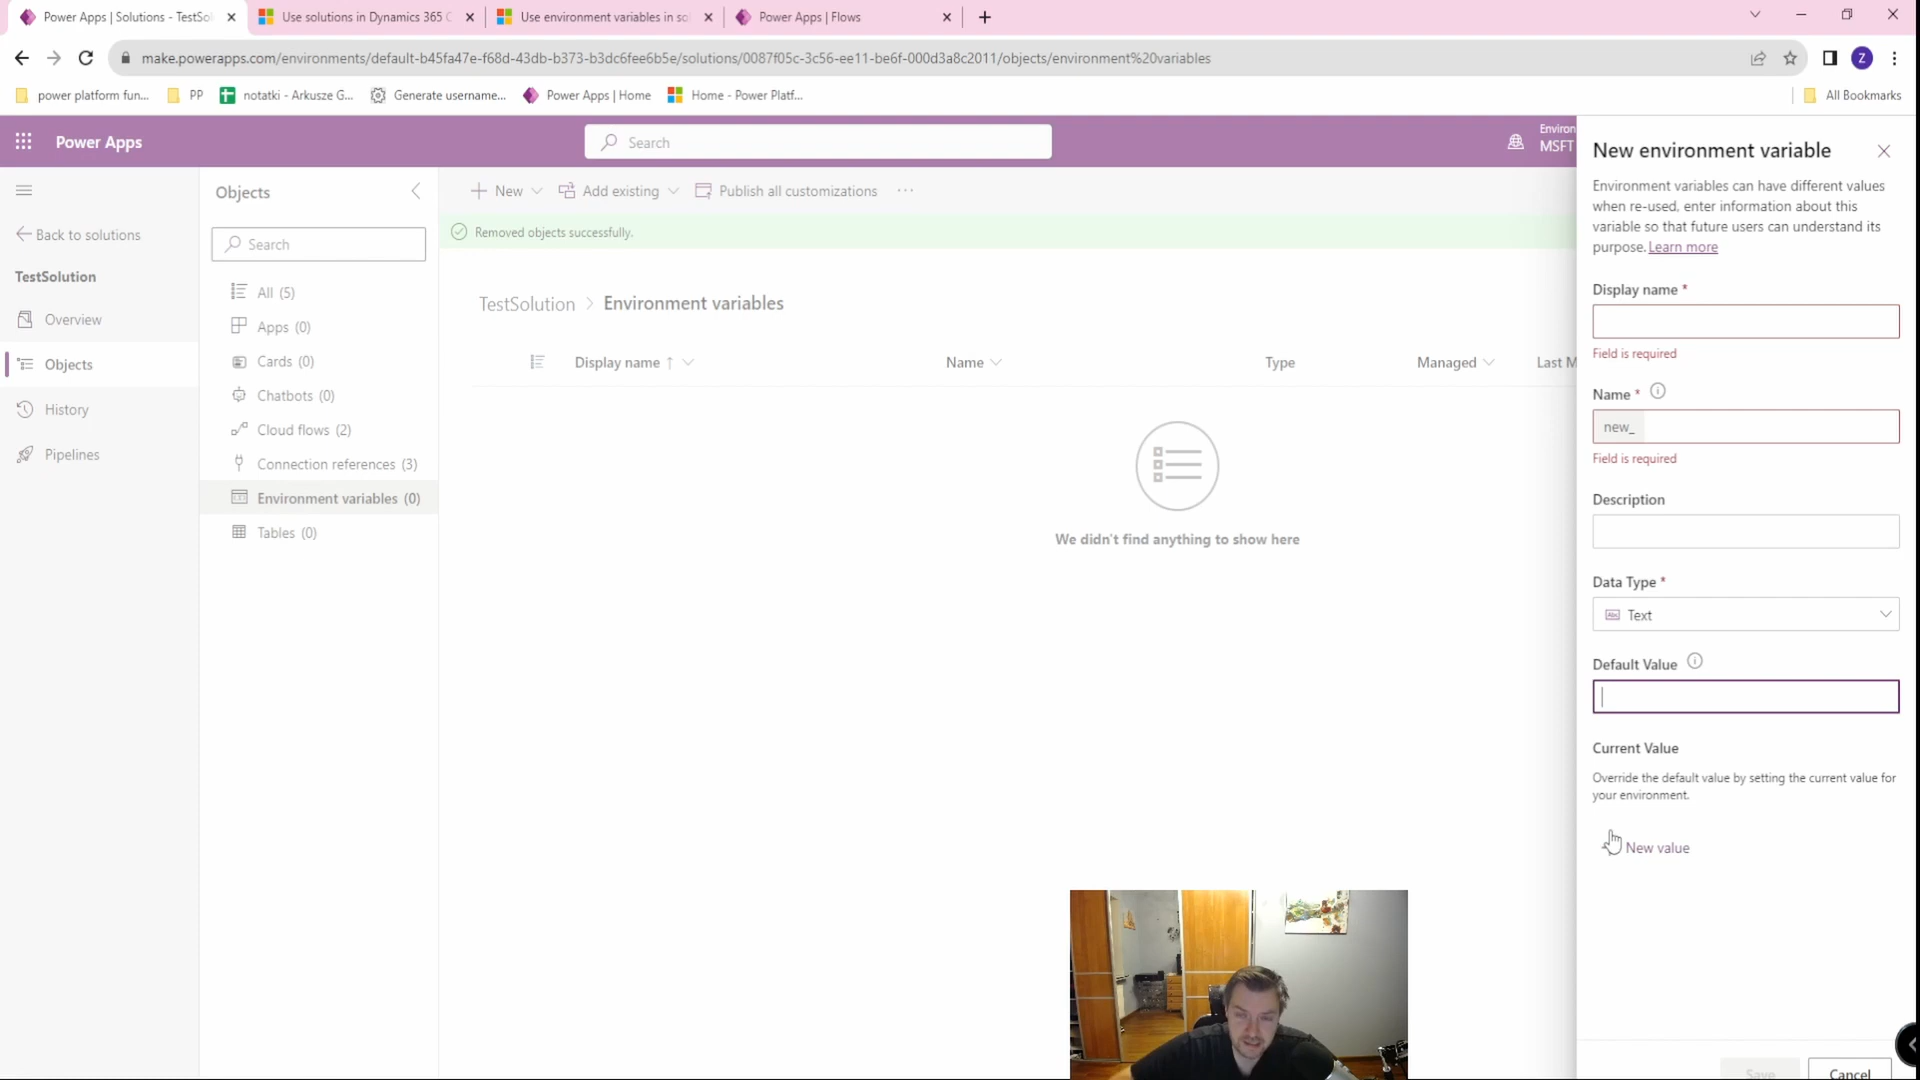 Power Apps | Solutions - TestSolu
Use solutions in Dynamics 365 C
Use environment variables in so
Power Apps | Flows
make.powerapps.com/environments/default-b45fa47e-f68d-43db-b373-b3dc6fee6b5e/solutions/0087f05c-3c56-ee11-be6f-000d3a8c2011/objects/environment%20variables
Z
power platform fun...
PP
notatki - Arkusze G...
Generate username...
Power Apps | Home
Home - Power Platf...
All Bookmarks
Power Apps
Search
Environ
MSFT
Back to solutions
TestSolution
Overview
Objects
History
Pipelines
Objects
Search
All (5)
Apps (0)
Cards (0)
Chatbots (0)
Cloud flows (2)
Connection references (3)
Environment variables (0)
Tables (0)
New
Add existing
Publish all customizations
Removed objects successfully.
TestSolution > Environment variables
Display name
Name
Type
Managed
Last M
We didn't find anything to show here
New environment variable
Environment variables can have different values
when re-used, enter information about this
variable so that future users can understand its
purpose. Learn more
Display name *
Field is required
Name *
new_
Field is required
Description
Data Type *
Abc Text
Default Value
Current Value
Override the default value by setting the current value for
your environment.
New value
Save
Cancel